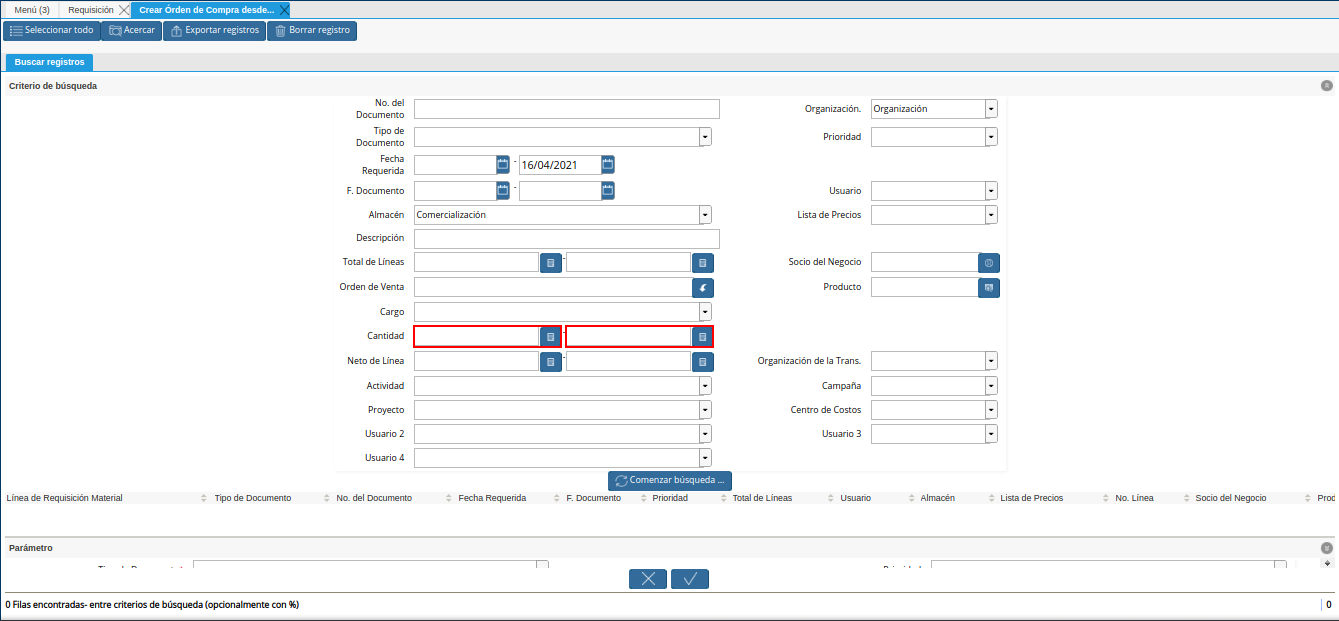 Menú (3) Requisición Crear Órden de Compra desde...
Seleccionar todo Acercar Exportar registros Borrar registro
Buscar registros
Criterio de búsqueda
No. del Documento Organización. Organización
Tipo de Documento Prioridad
Fecha Requerida - 16/04/2021
F. Documento - Usuario
Almacén Comercialización Lista de Precios
Descripción
Total de Líneas - Socio del Negocio
Orden de Venta Producto
Cargo
Cantidad -
Neto de Línea - Organización de la Trans.
Actividad Campaña
Proyecto Centro de Costos
Usuario 2 Usuario 3
Usuario 4
Comenzar búsqueda ...
Línea de Requisición Material Tipo de Documento No. del Documento Fecha Requerida F. Documento Prioridad Total de Líneas Usuario Almacén Lista de Precios No. Línea Socio del Negocio Prod
Parámetro
0 Filas encontradas- entre criterios de búsqueda (opcionalmente con %) 0